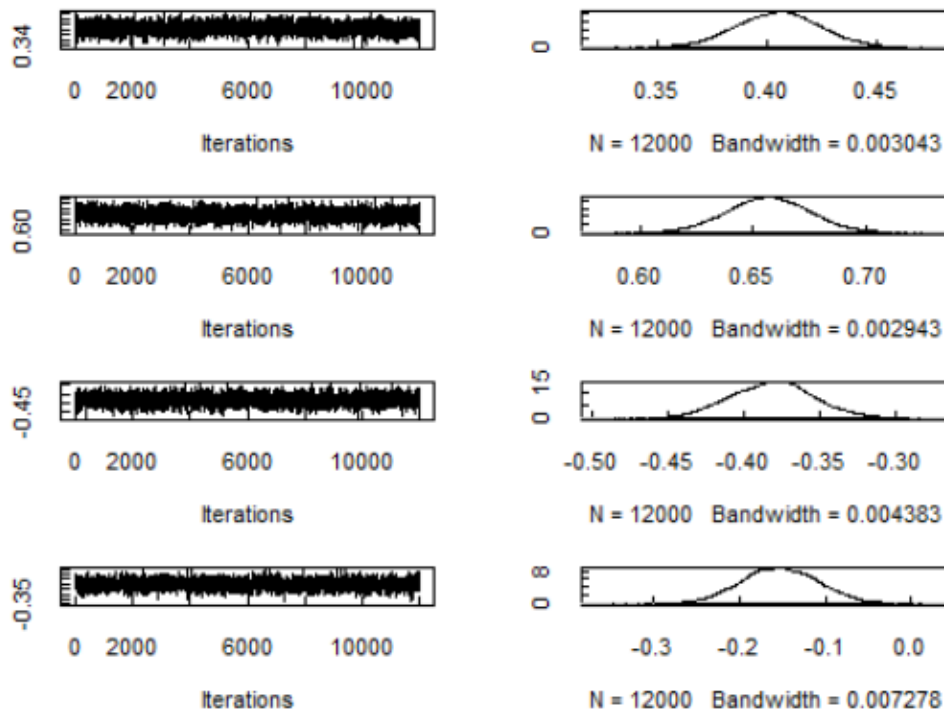 0.34
0
0 2000 6000 10000
0.35 0.40 0.45
Iterations
N = 12000 Bandwidth = 0.003043
0.60
0
0 2000 6000 10000
0.60 0.65 0.70
Iterations
N = 12000 Bandwidth = 0.002943
-0.45
0 15
0 2000 6000 10000
-0.50 -0.45 -0.40 -0.35 -0.30
Iterations
N = 12000 Bandwidth = 0.004383
-0.35
0 8
0 2000 6000 10000
-0.3 -0.2 -0.1 0.0
Iterations
N = 12000 Bandwidth = 0.007278